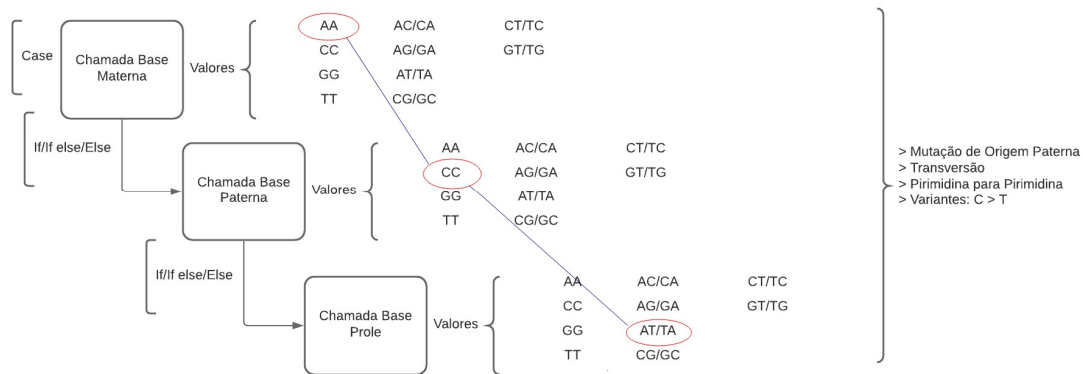 AA AC/CA CT/TC
Case
Chamada Base
Materna
Valores
CC AG/GA GT/TG
GG AT/TA
TT CG/GC
If/If else/Else
Chamada Base
Paterna
Valores
AA AC/CA CT/TC
CC AG/GA GT/TG
GG AT/TA
TT CG/GC
If/If else/Else
Chamada Base
Prole
Valores
AA AC/CA CT/TC
CC AG/GA GT/TG
GG AT/TA
TT CG/GC
> Mutação de Origem Paterna
> Transversão
> Pirimidina para Pirimidina
> Variantes: C > T